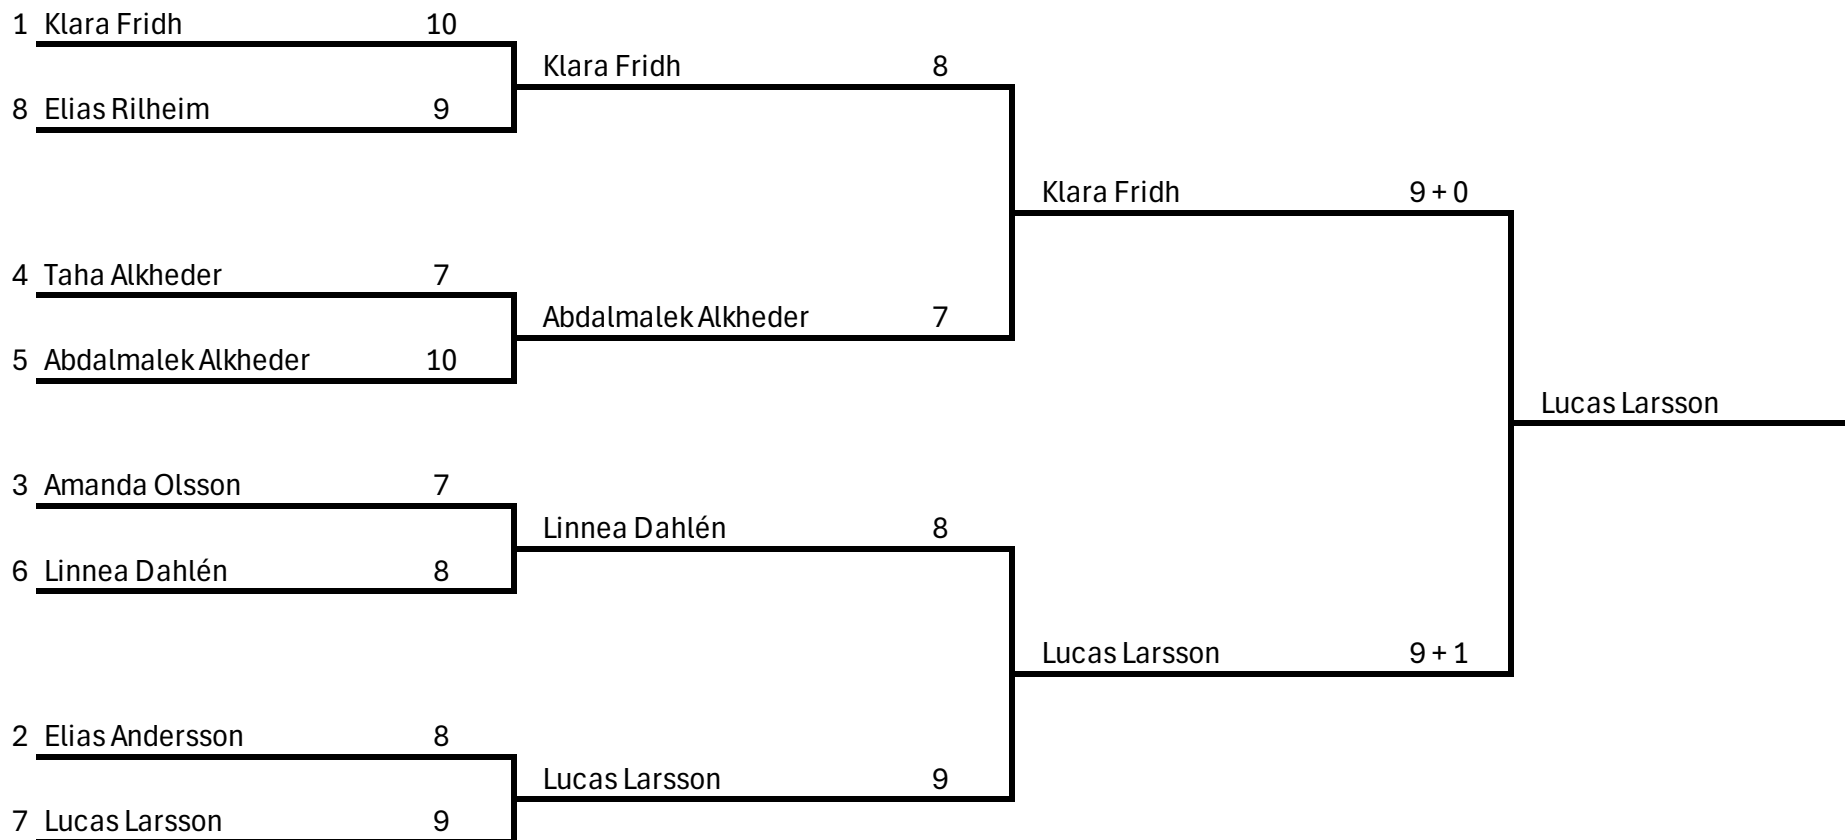 1 Klara Fridh 10
Klara Fridh 8
8 Elias Rilheim 9
Klara Fridh 9 + 0
4 Taha Alkheder 7
Abdalmalek Alkheder 7
5 Abdalmalek Alkheder 10
Lucas Larsson
3 Amanda Olsson 7
Linnea Dahlén 8
6 Linnea Dahlén 8
Lucas Larsson 9 + 1
2 Elias Andersson 8
Lucas Larsson 9
7 Lucas Larsson 9